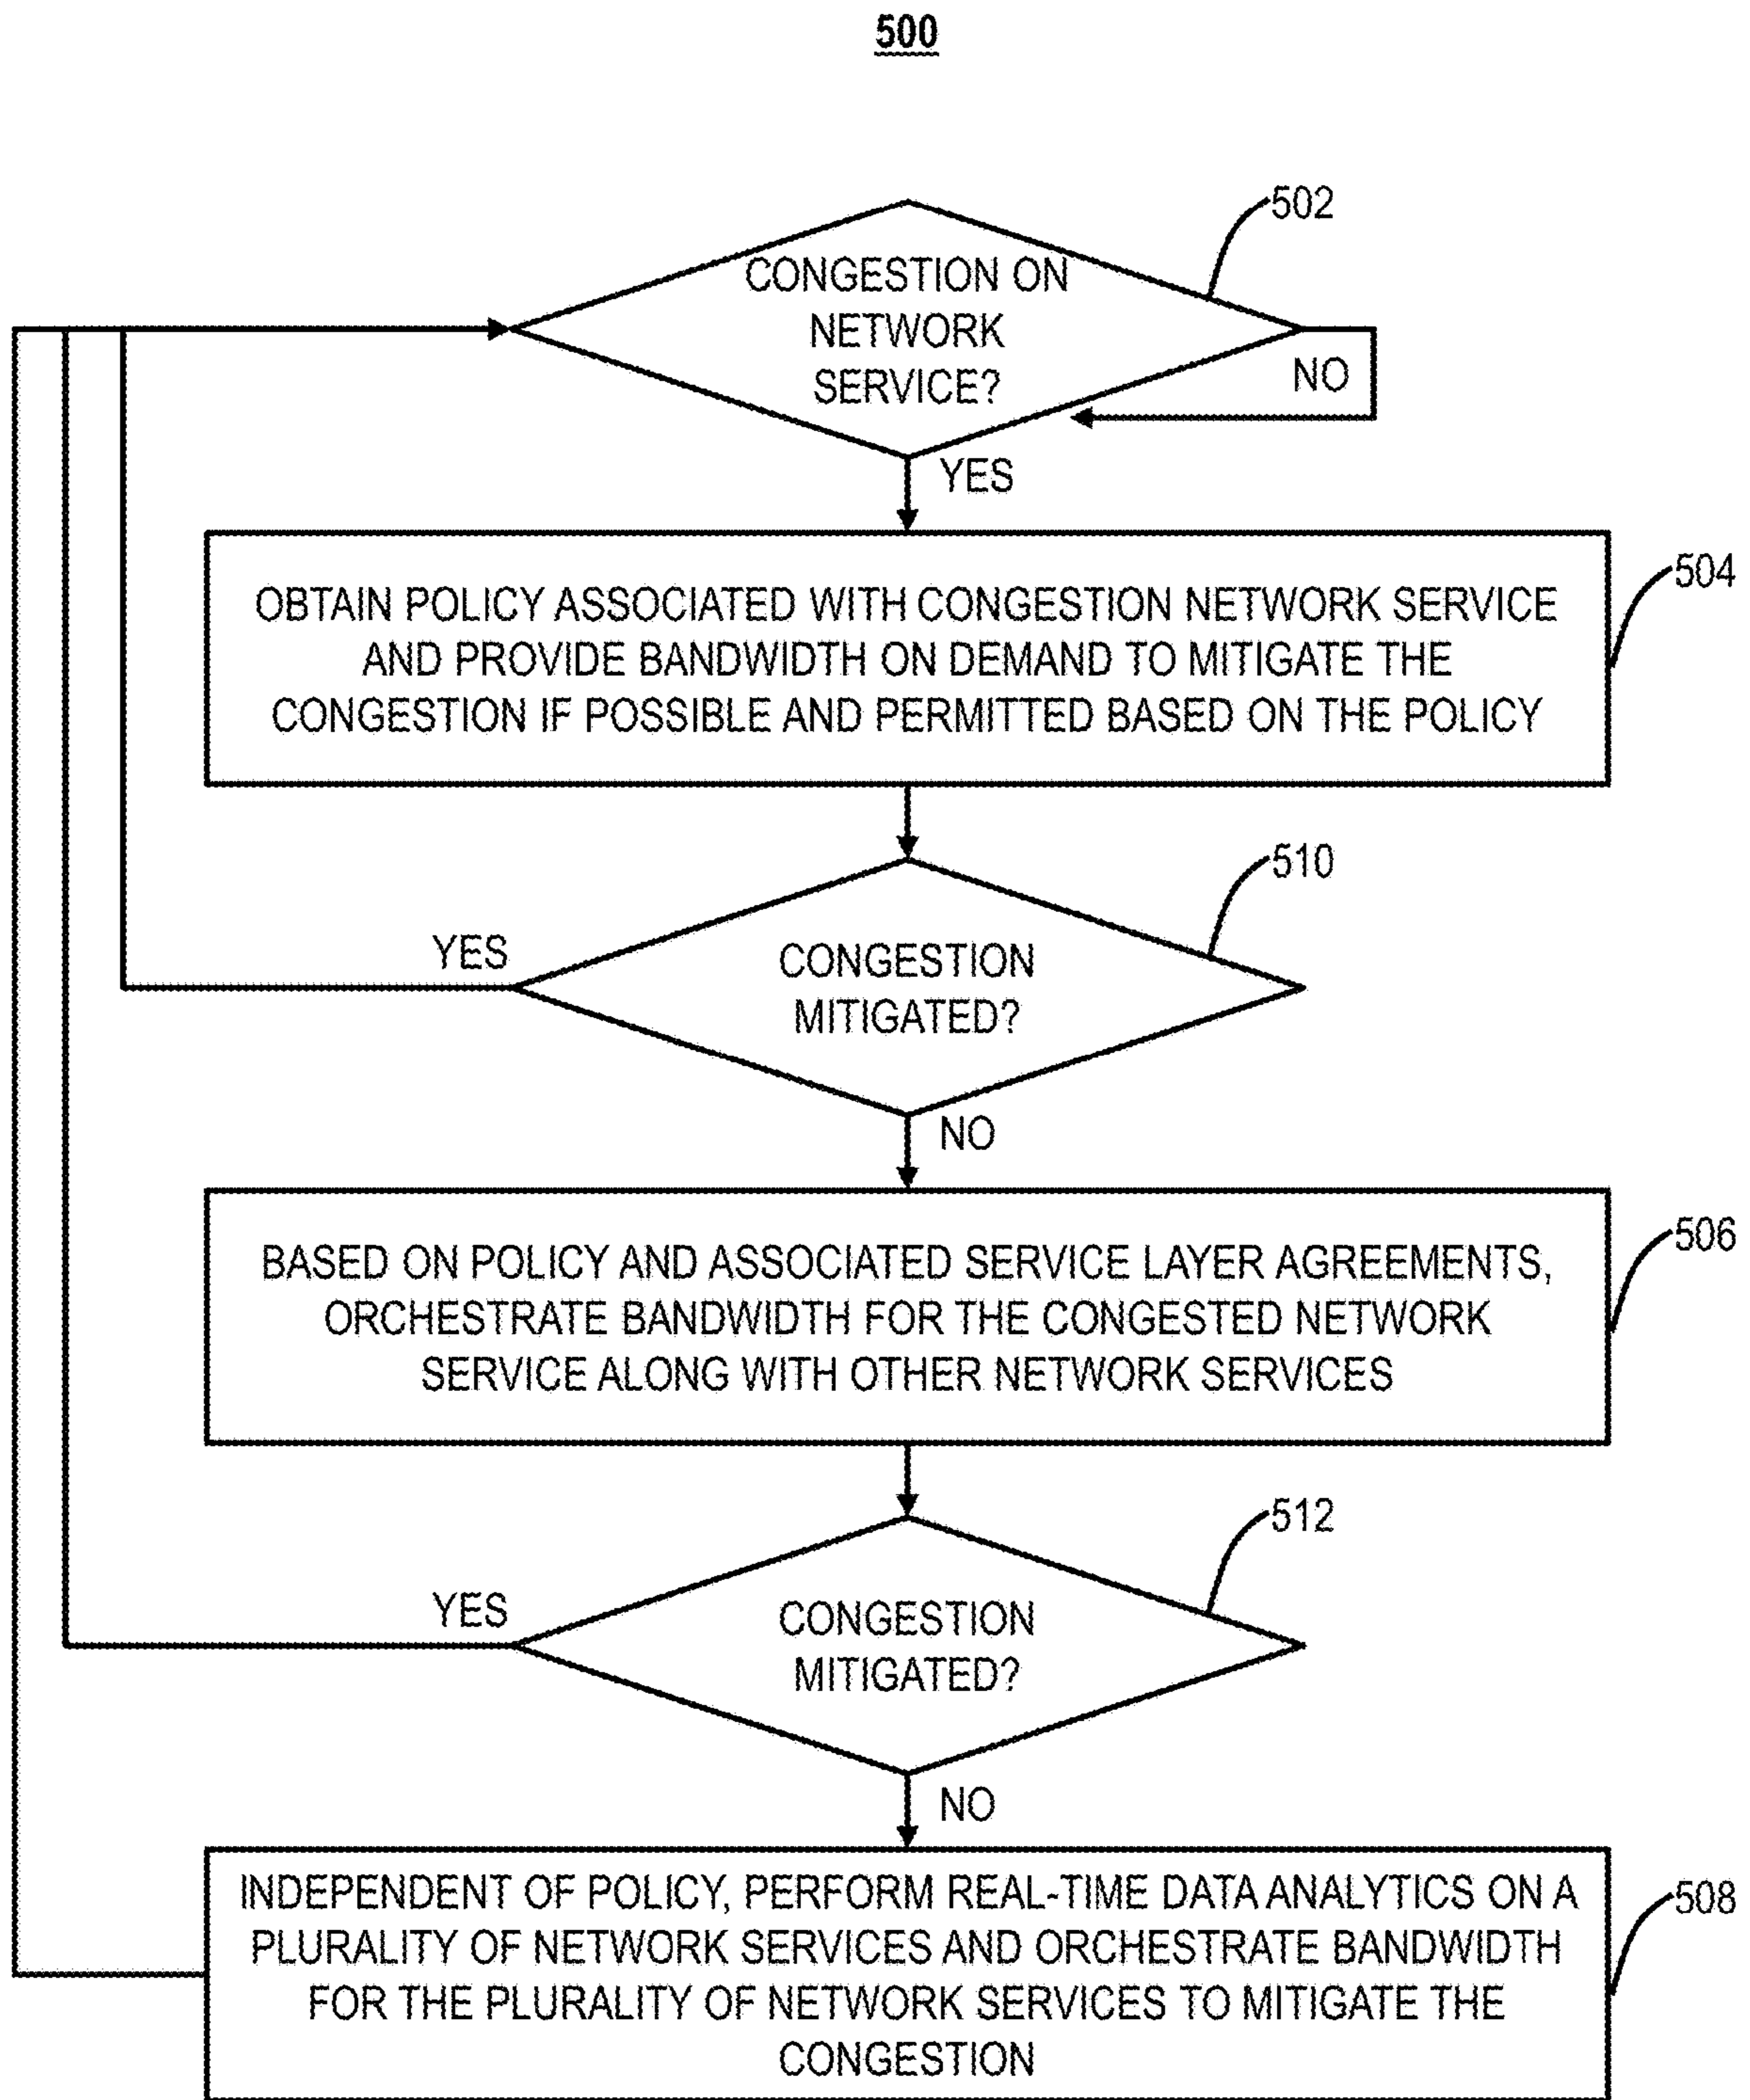 500
502
CONGESTION ON
NETWORK
SERVICE?
NO
YES
504
OBTAIN POLICY ASSOCIATED WITH CONGESTION NETWORK SERVICE
AND PROVIDE BANDWIDTH ON DEMAND TO MITIGATE THE
CONGESTION IF POSSIBLE AND PERMITTED BASED ON THE POLICY
510
YES
CONGESTION
MITIGATED?
NO
506
BASED ON POLICY AND ASSOCIATED SERVICE LAYER AGREEMENTS,
ORCHESTRATE BANDWIDTH FOR THE CONGESTED NETWORK
SERVICE ALONG WITH OTHER NETWORK SERVICES
512
YES
CONGESTION
MITIGATED?
NO
508
INDEPENDENT OF POLICY, PERFORM REAL-TIME DATA ANALYTICS ON A
PLURALITY OF NETWORK SERVICES AND ORCHESTRATE BANDWIDTH
FOR THE PLURALITY OF NETWORK SERVICES TO MITIGATE THE
CONGESTION